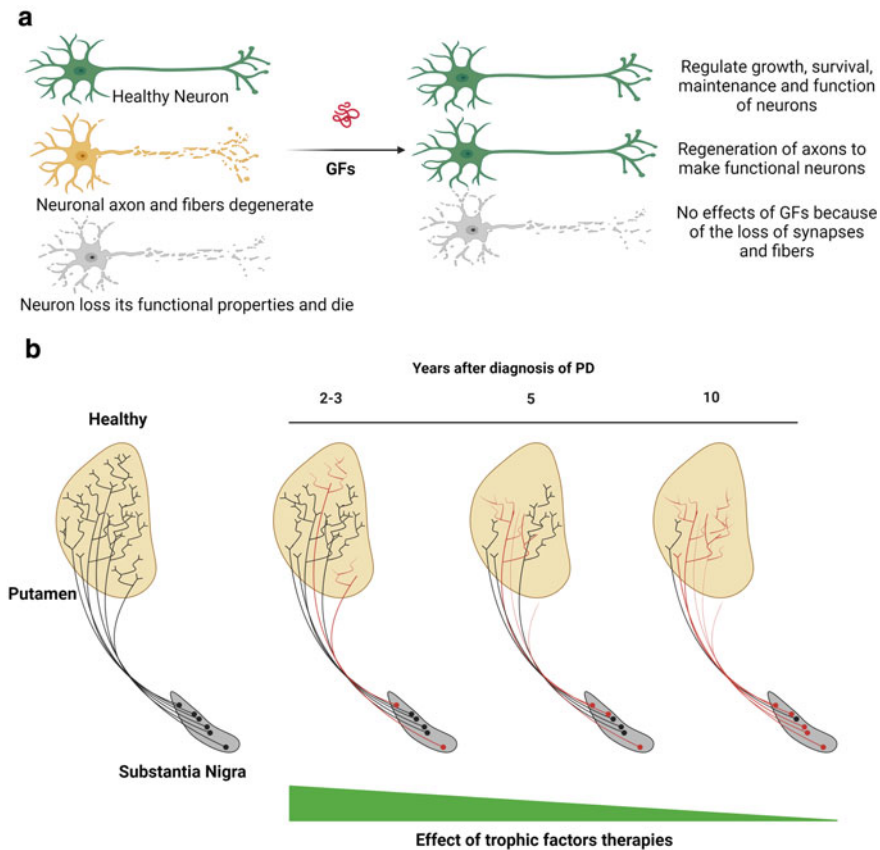 a
Healthy Neuron
Neuronal axon and fibers degenerate
Neuron loss its functional properties and die
GFs
Regulate growth, survival,
maintenance and function
of neurons
Regeneration of axons to
make functional neurons
No effects of GFs because
of the loss of synapses
and fibers
b
Years after diagnosis of PD
2-3 5 10
Healthy
Putamen
Substantia Nigra
Effect of trophic factors therapies